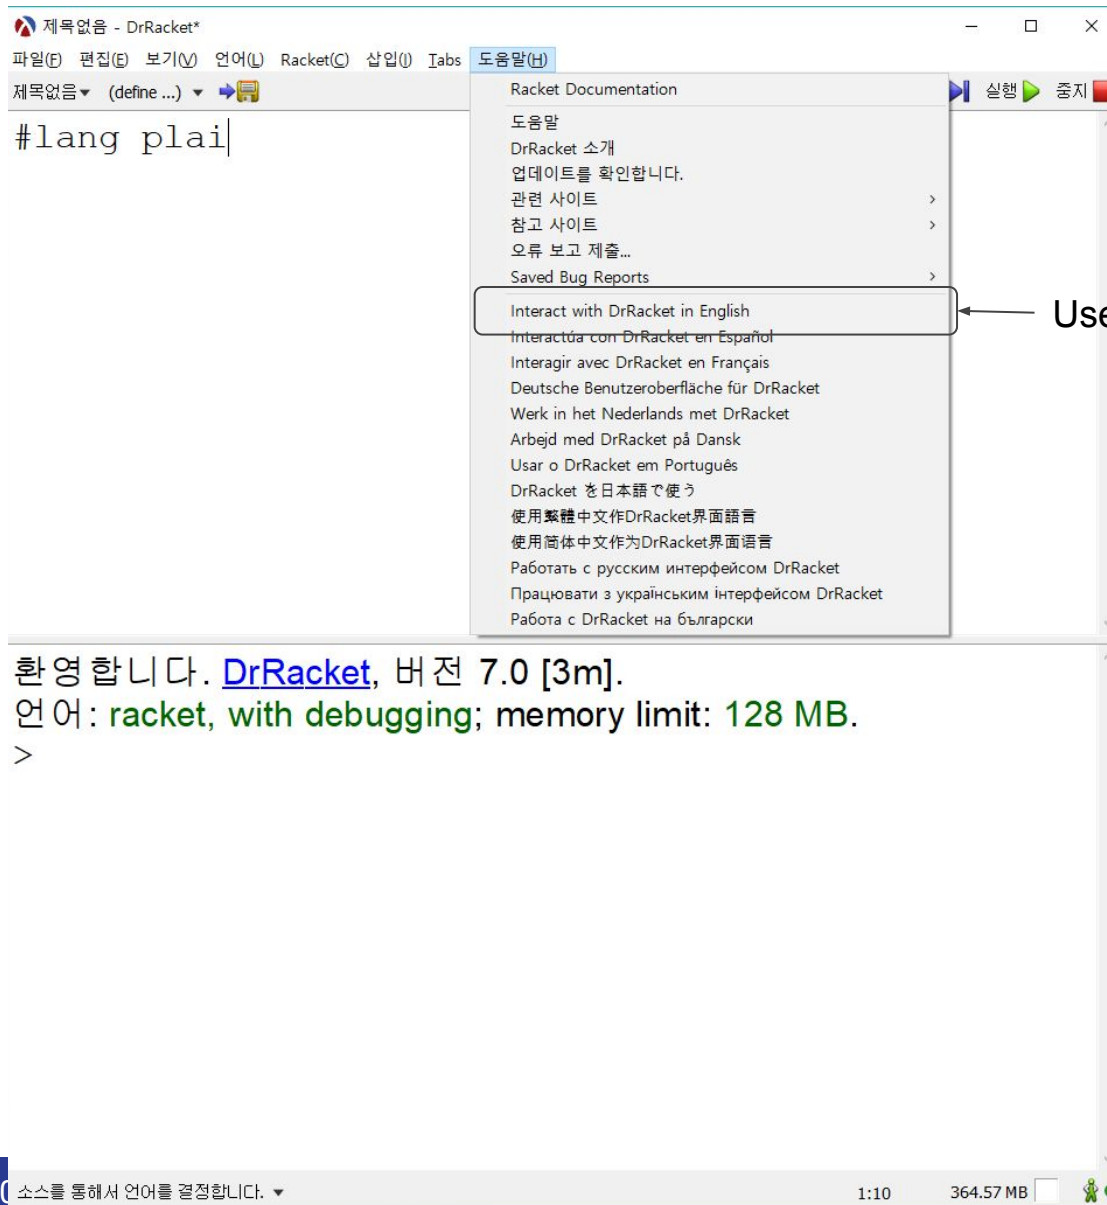 제목없음 - DrRacket*
파일(F) 편집(E) 보기(V) 언어(L) Racket(C) 삽입(I) Tabs 도움말(H)
제목없음 (define ...) 실행 중지
#lang plai
Racket Documentation
도움말
DrRacket 소개
업데이트를 확인합니다.
관련 사이트
참고 사이트
오류 보고 제출...
Saved Bug Reports
Interact with DrRacket in English
Use
Interactúa con DrRacket en Español
Interagir avec DrRacket en Français
Deutsche Benutzeroberfläche für DrRacket
Werk in het Nederlands met DrRacket
Arbejd med DrRacket på Dansk
Usar o DrRacket em Português
DrRacket を日本語で使う
使用繁體中文作DrRacket界面語言
使用简体中文作为DrRacket界面语言
Работать с русским интерфейсом DrRacket
Працювати з українським інтерфейсом DrRacket
Работа с DrRacket на български
환영합니다. DrRacket, 버전 7.0 [3m].
언어: racket, with debugging; memory limit: 128 MB.
>
소스를 통해서 언어를 결정합니다. 1:10 364.57 MB